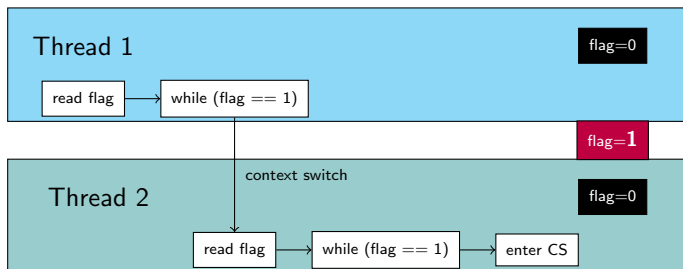 Thread 1
flag=0
read flag
while (flag == 1)
flag=1
context switch
Thread 2
flag=0
read flag
while (flag == 1)
enter CS